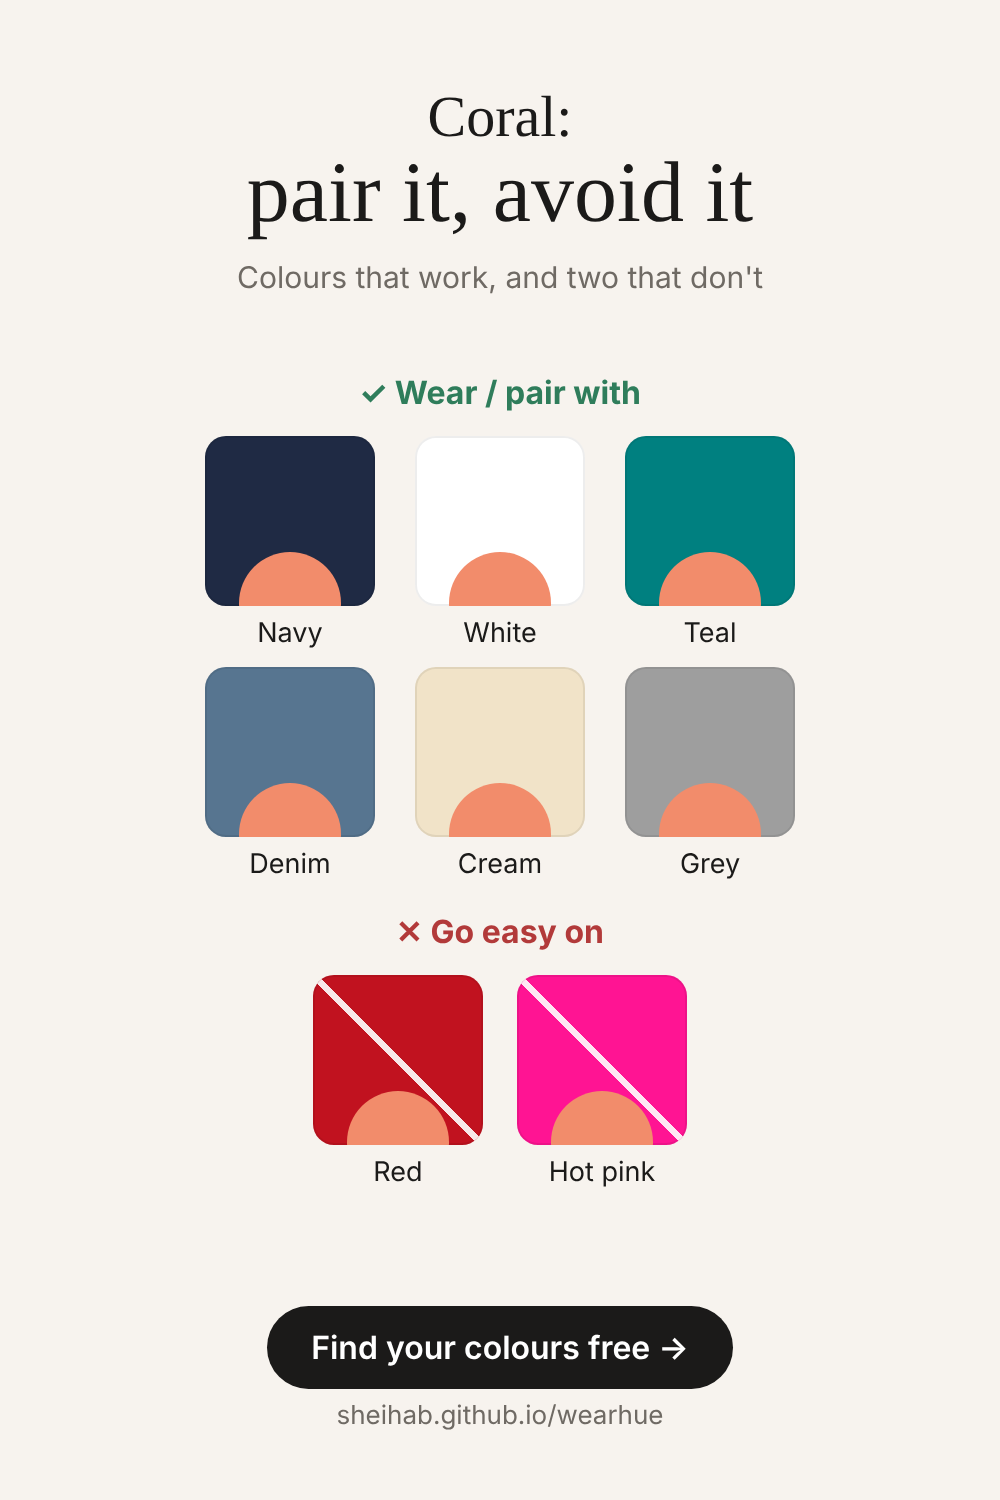 Coral:
pair it, avoid it
Colours that work, and two that don't
✓ Wear / pair with
Navy
White
Teal
Denim
Cream
Grey
✕ Go easy on
Red
Hot pink
Find your colours free →
sheihab.github.io/wearhue